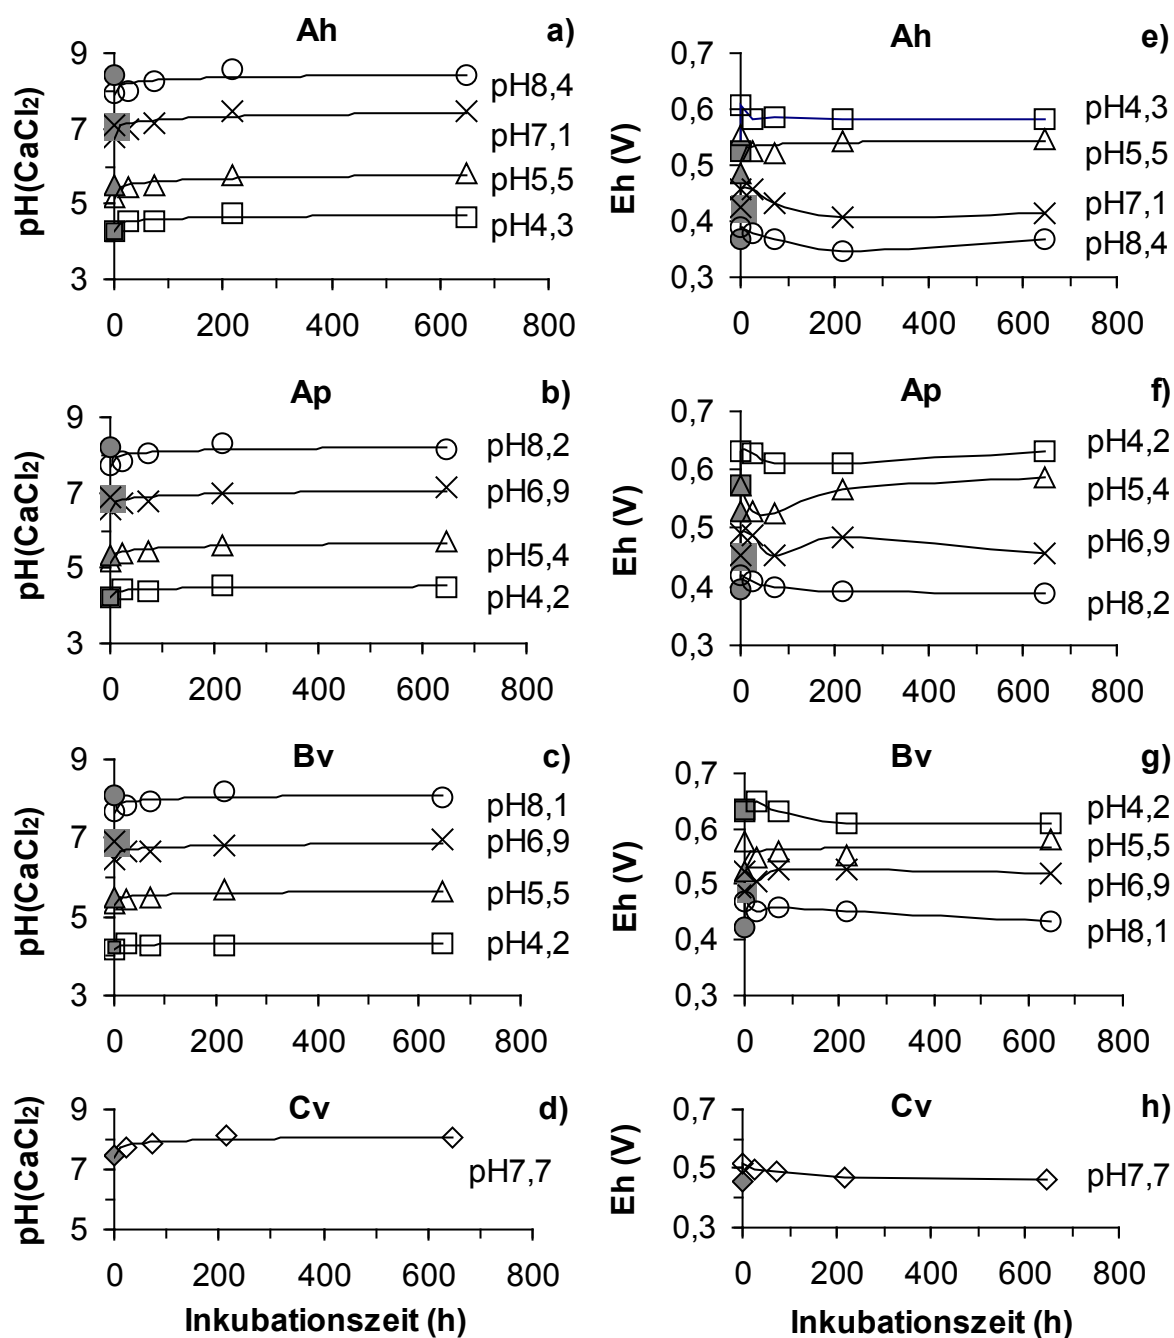 Ah a)
pH(CaCl2)
9
7
5
3
pH8,4
pH7,1
pH5,5
pH4,3
0 200 400 600 800
Ah e)
Eh (V)
0,7
0,6
0,5
0,4
0,3
pH4,3
pH5,5
pH7,1
pH8,4
0 200 400 600 800
Ap b)
pH(CaCl2)
9
7
5
3
pH8,2
pH6,9
pH5,4
pH4,2
0 200 400 600 800
Ap f)
Eh (V)
0,7
0,6
0,5
0,4
0,3
pH4,2
pH5,4
pH6,9
pH8,2
0 200 400 600 800
Bv c)
pH(CaCl2)
9
7
5
3
pH8,1
pH6,9
pH5,5
pH4,2
0 200 400 600 800
Bv g)
Eh (V)
0,7
0,6
0,5
0,4
0,3
pH4,2
pH5,5
pH6,9
pH8,1
0 200 400 600 800
Cv d)
pH(CaCl2)
9
7
5
pH7,7
0 200 400 600 800
Inkubationszeit (h)
Cv h)
Eh (V)
0,7
0,5
0,3
pH7,7
0 200 400 600 800
Inkubationszeit (h)